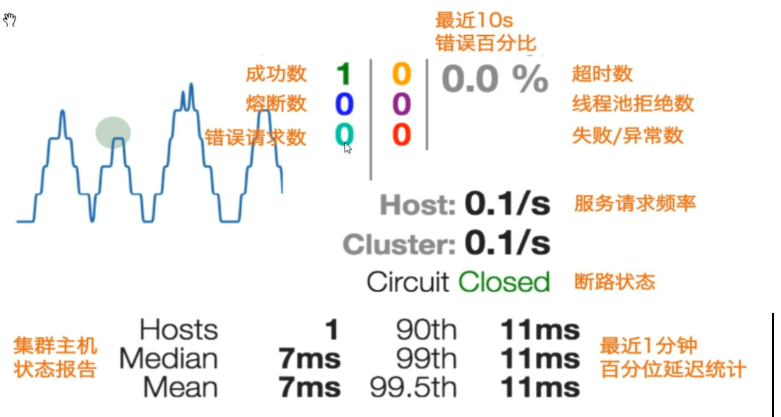 最近10s
错误百分比
成功数 1 0 0.0 % 超时数
熔断数 0 0 线程池拒绝数
错误请求数 0 0 失败/异常数
Host: 0.1/s 服务请求频率
Cluster: 0.1/s
Circuit Closed 断路状态
Hosts 1 90th 11ms
集群主机 Median 7ms 99th 11ms 最近1分钟
状态报告 Mean 7ms 99.5th 11ms 百分位延迟统计